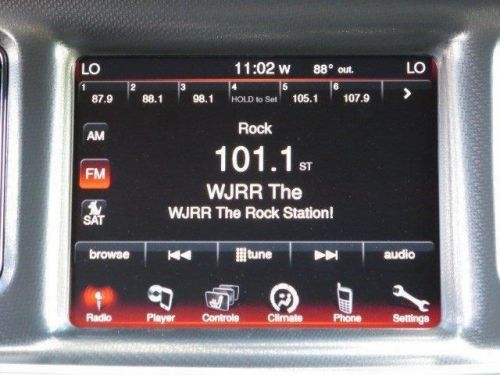 LO 11:02 W 88° out. LO
1 2 3 4 5 6
87.9 88.1 98.1 HOLD to Set 105.1 107.9 >
Rock
AM
101.1 ST
FM
WJRR The
SAT
WJRR The Rock Station!
browse tune audio
Radio Player Controls Climate Phone Settings